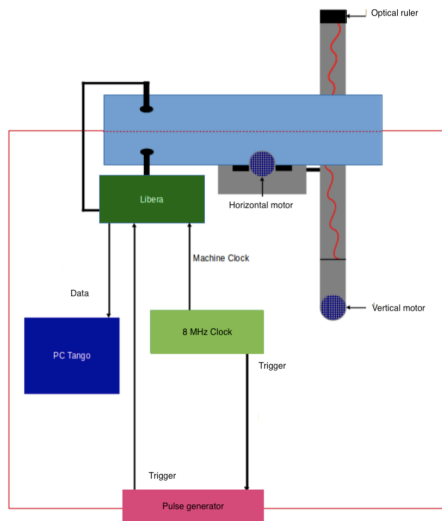 Optical ruler
Libera
Horizontal motor
Machine Clock
Data
Vertical motor
8 MHz Clock
PC Tango
Trigger
Trigger
Pulse generator